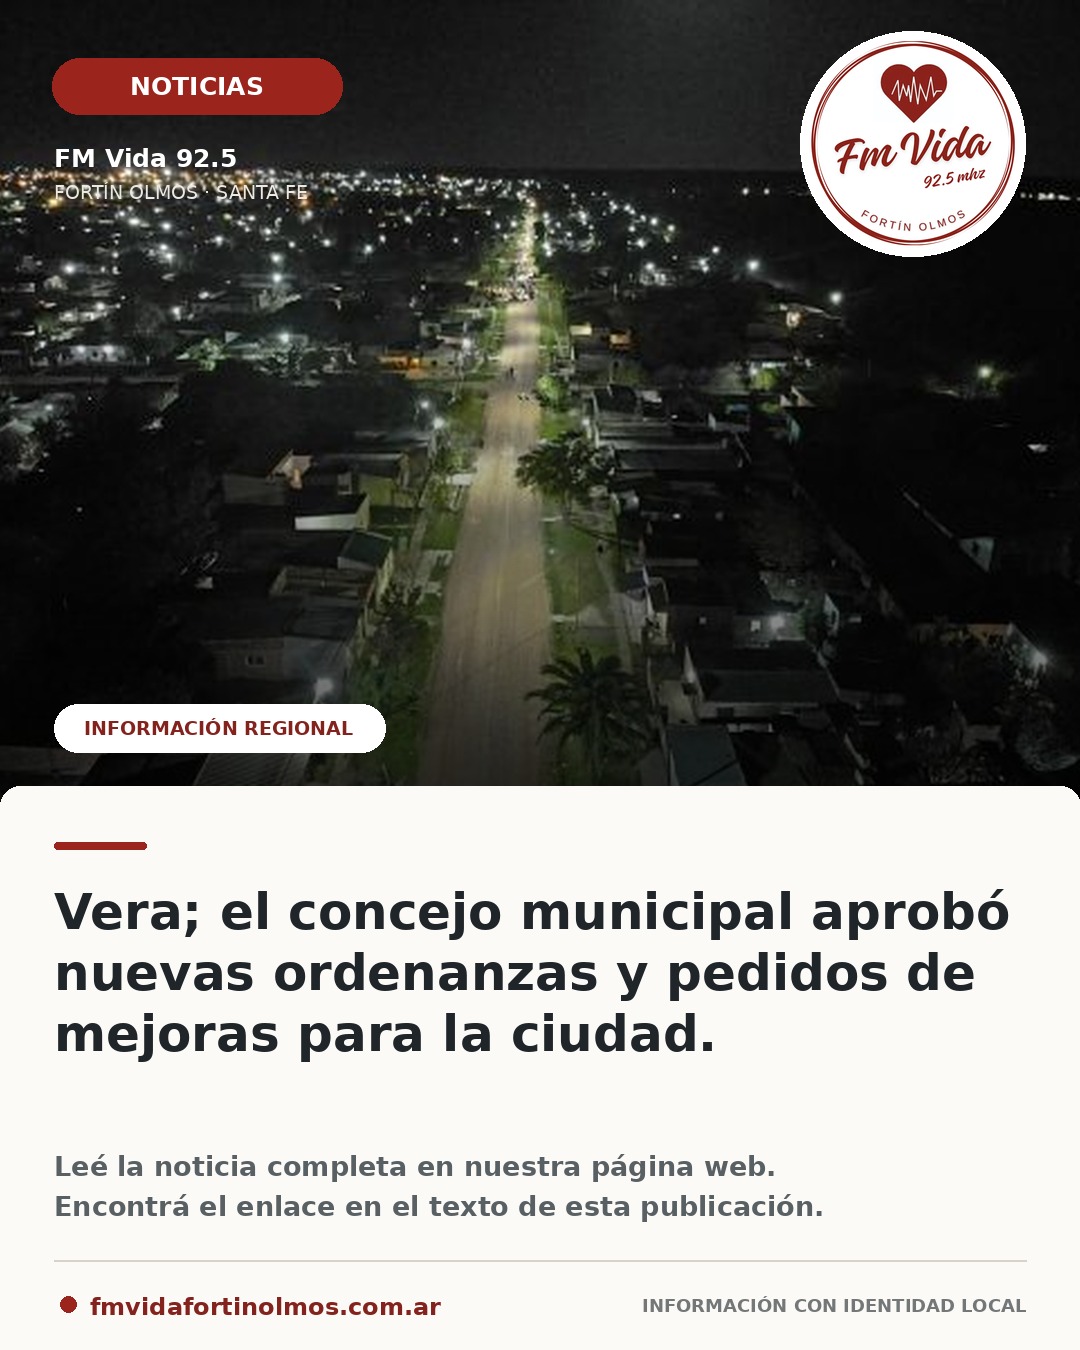 NOTICIAS
FM Vida 92.5
FORTÍN OLMOS · SANTA FE
Fm Vida
92.5 mhz
FORTÍN OLMOS
INFORMACIÓN REGIONAL
Vera; el concejo municipal aprobó
nuevas ordenanzas y pedidos de
mejoras para la ciudad.
Leé la noticia completa en nuestra página web.
Encontrá el enlace en el texto de esta publicación.
fmvidafortinolmos.com.ar
INFORMACIÓN CON IDENTIDAD LOCAL